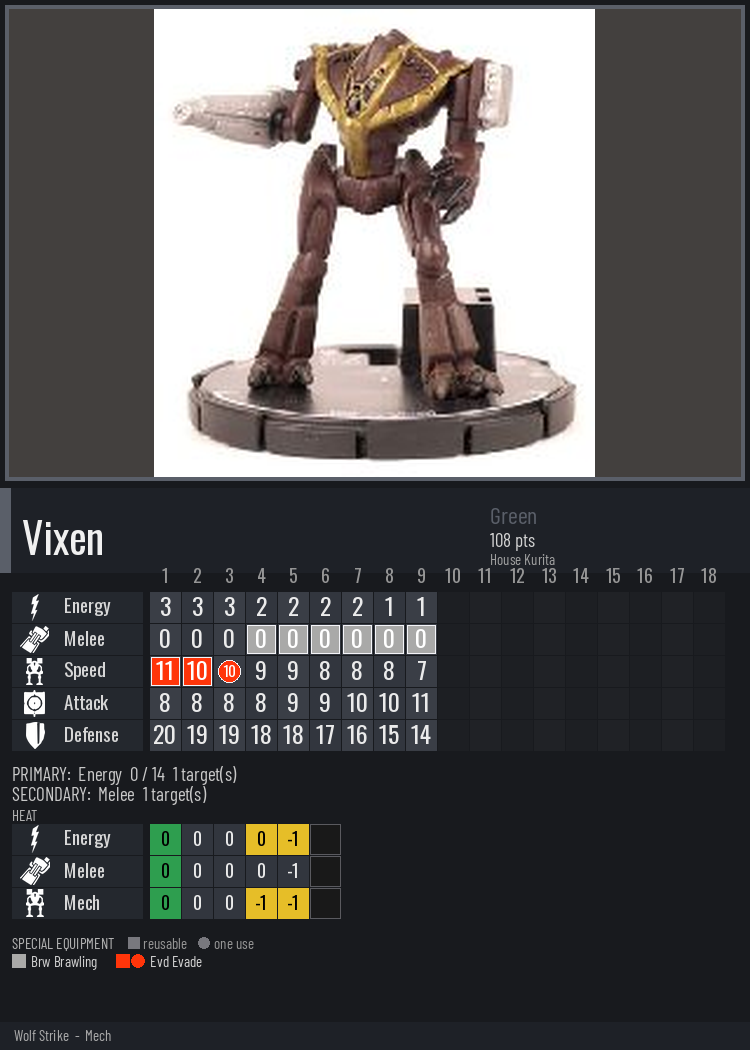 Vixen
Green
108 pts
House Kurita
1 2 3 4 5 6 7 8 9 10 11 12 13 14 15 16 17 18
Energy 3 3 3 2 2 2 2 1 1
Melee 0 0 0 0 0 0 0 0 0
Speed 11 10 10 9 9 8 8 8 7
Attack 8 8 8 8 9 9 10 10 11
Defense 20 19 19 18 18 17 16 15 14
PRIMARY: Energy 0 / 14 1 target(s)
SECONDARY: Melee 1 target(s)
HEAT
Energy 0 0 0 0 -1
Melee 0 0 0 0 -1
Mech 0 0 0 -1 -1
SPECIAL EQUIPMENT reusable one use
Brw Brawling Evd Evade
Wolf Strike - Mech